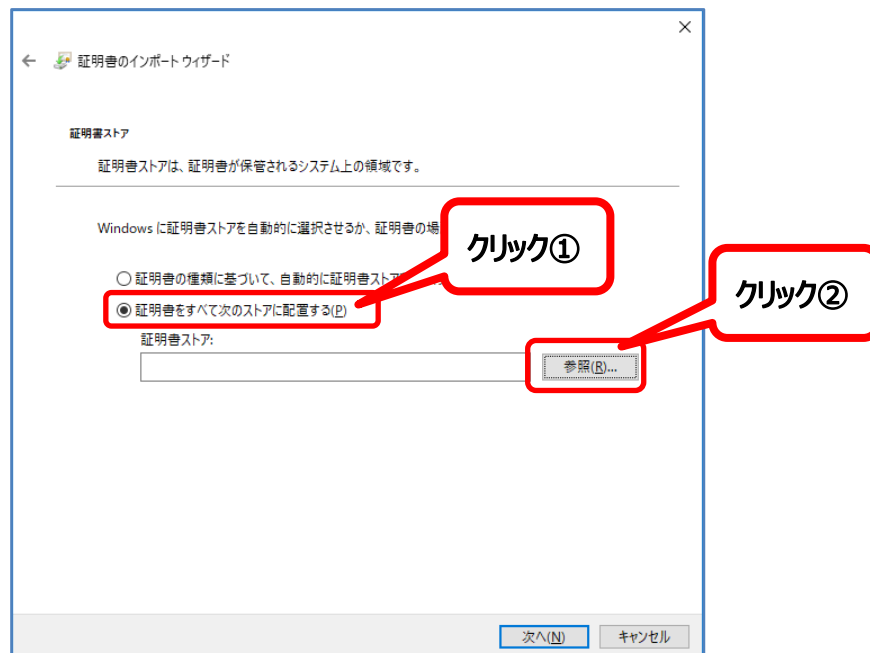 証明書のインポート ウィザード
証明書ストア
証明書ストアは、証明書が保管されるシステム上の領域です。
Windows に証明書ストアを自動的に選択させるか、証明書の場
クリック①
証明書の種類に基づいて、自動的に証明書ストア
クリック②
証明書をすべて次のストアに配置する(P)
証明書ストア:
参照(R)...
次へ(N)
キャンセル